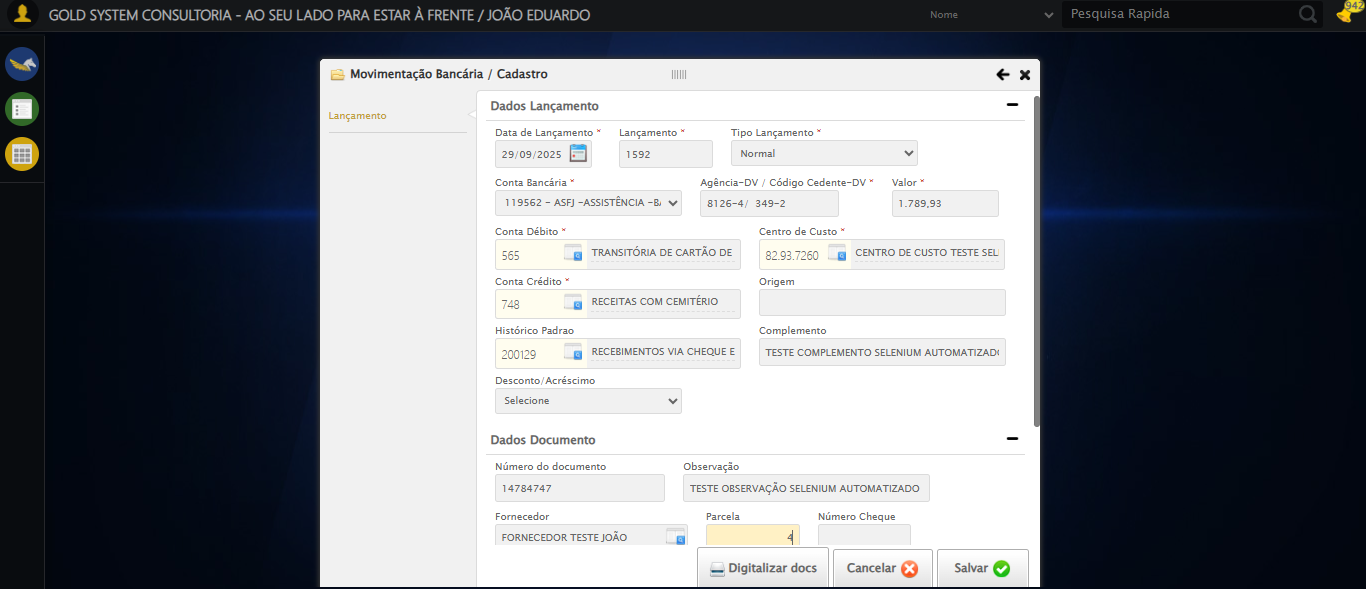 GOLD SYSTEM CONSULTORIA - AO SEU LADO PARA ESTAR À FRENTE / JOÃO EDUARDO
Nome
Pesquisa Rapida
942
Movimentação Bancária / Cadastro
Lançamento
Dados Lançamento
Data de Lançamento * Lançamento * Tipo Lançamento *
29/09/2025 1592 Normal
Conta Bancária * Agência-DV / Código Cedente-DV * Valor *
119562 - ASFJ -ASSISTÊNCIA -BA 8126-4/ 349-2 1.789,93
Conta Débito * Centro de Custo *
565 TRANSITÓRIA DE CARTÃO DE 82.93.7260 CENTRO DE CUSTO TESTE SEL
Conta Crédito * Origem
748 RECEITAS COM CEMITÉRIO
Histórico Padrao Complemento
200129 RECEBIMENTOS VIA CHEQUE E TESTE COMPLEMENTO SELENIUM AUTOMATIZADO
Desconto/Acréscimo
Selecione
Dados Documento
Número do documento Observação
14784747 TESTE OBSERVAÇÃO SELENIUM AUTOMATIZADO
Fornecedor Parcela Número Cheque
FORNECEDOR TESTE JOÃO 4
Digitalizar docs Cancelar Salvar